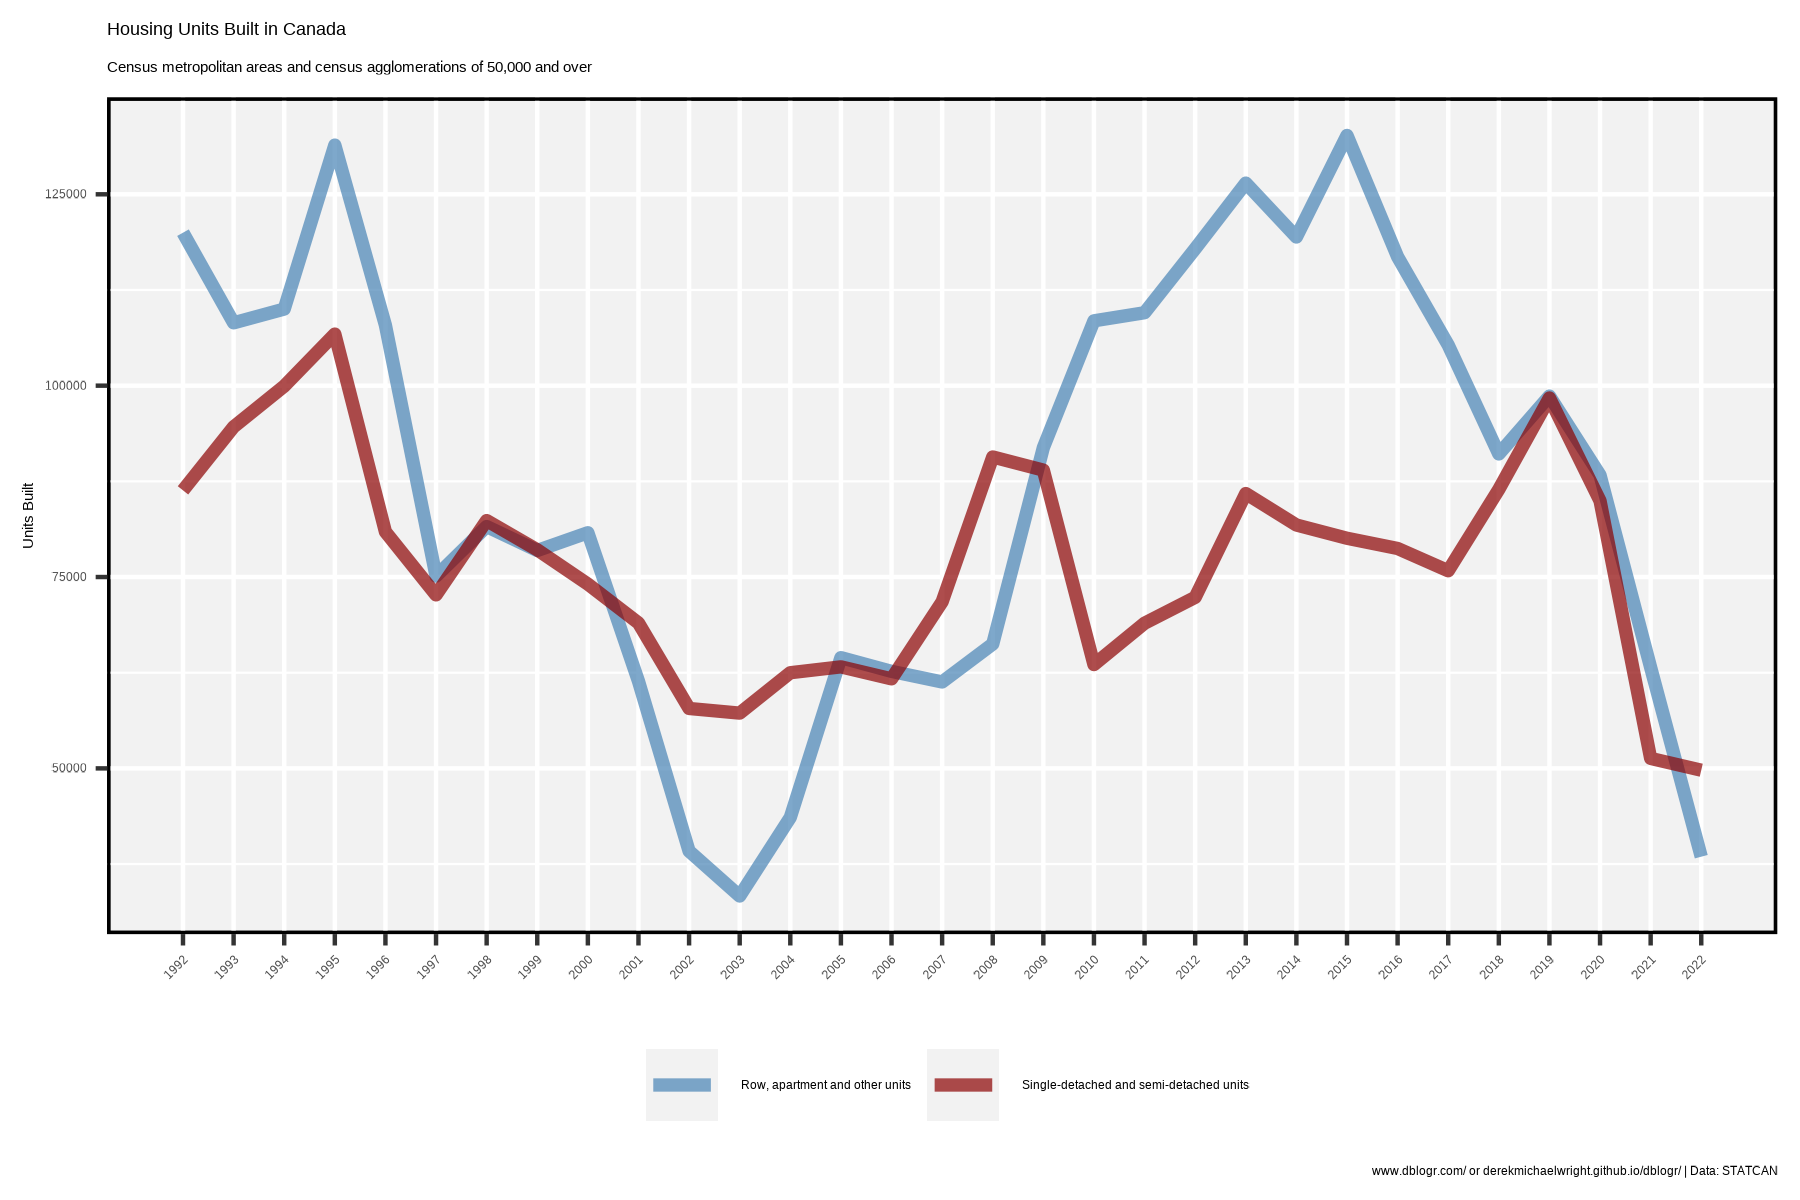 Housing Units Built in Canada
Census metropolitan areas and census agglomerations of 50,000 and over
Units Built
125000
100000
75000
50000
1992 1993 1994 1995 1996 1997 1998 1999 2000 2001 2002 2003 2004 2005 2006 2007 2008 2009 2010 2011 2012 2013 2014 2015 2016 2017 2018 2019 2020 2021 2022
Row, apartment and other units Single-detached and semi-detached units
www.dblogr.com/ or derekmichaelwright.github.io/dblogr/ | Data: STATCAN